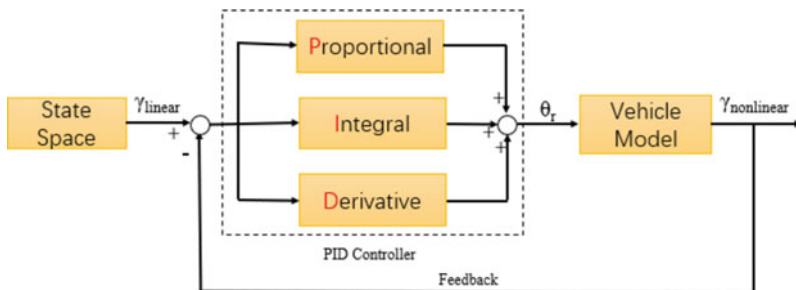 Proportional
State
Space
γlinear
+
-
Integral
+
+
+
θr
Vehicle
Model
γnonlinear
Derivative
PID Controller
Feedback